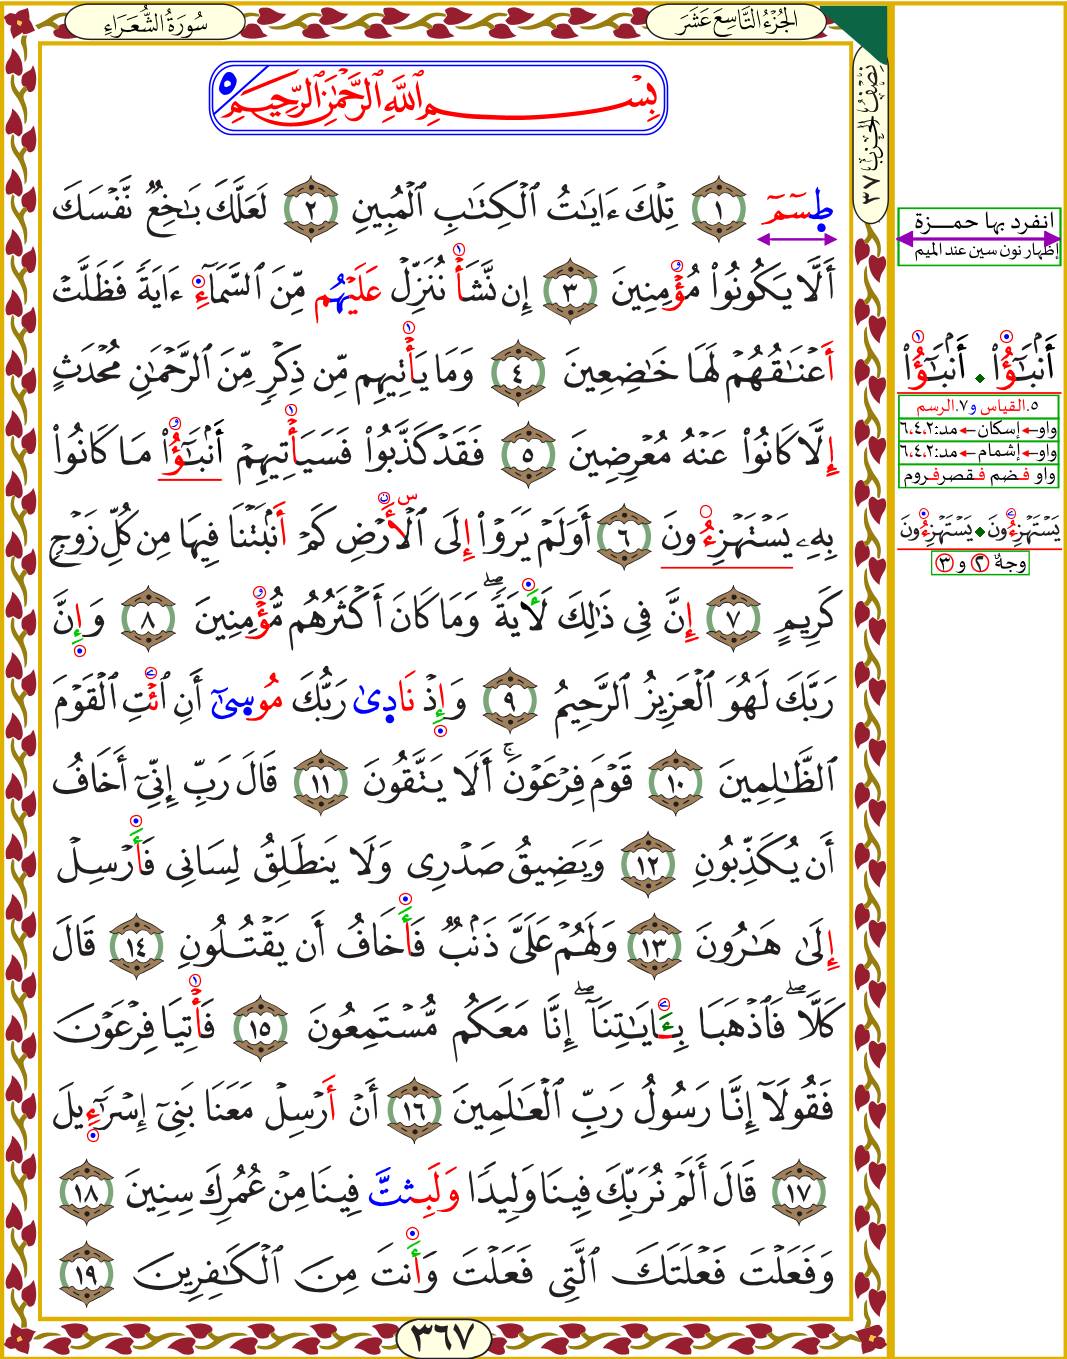 الجُزْءُ التَّاسِعَ عَشَرَ
سُورَةُ الشُّعَرَاءِ
نِصْفُ الحِزْبِ ٣٧
بِسْمِ ٱللَّهِ ٱلرَّحْمَٰنِ ٱلرَّحِيمِ ٥
طسٓمٓ ١ تِلْكَ ءَايَٰتُ ٱلْكِتَٰبِ ٱلْمُبِينِ ٢ لَعَلَّكَ بَٰخِعٌ نَّفْسَكَ
أَلَّا يَكُونُوا۟ مُؤْمِنِينَ ٣ إِن نَّشَأْ نُنَزِّلْ عَلَيْهُم مِّنَ ٱلسَّمَآءِ ءَايَةً فَظَلَّتْ
أَعْنَٰقُهُمْ لَهَا خَٰضِعِينَ ٤ وَمَا يَأْتِيهِم مِّن ذِكْرٍ مِّنَ ٱلرَّحْمَٰنِ مُحْدَثٍ
إِلَّا كَانُوا۟ عَنْهُ مُعْرِضِينَ ٥ فَقَدْ كَذَّبُوا۟ فَسَيَأْتِيهِمْ أَنۢبَٰٓؤُا۟ مَا كَانُوا۟
بِهِۦ يَسْتَهْزِءُونَ ٦ أَوَلَمْ يَرَوْا۟ إِلَى ٱلْأَرْضِ كَمْ أَنۢبَتْنَا فِيهَا مِن كُلِّ زَوْجٍ
كَرِيمٍ ٧ إِنَّ فِى ذَٰلِكَ لَءَايَةً ۖ وَمَا كَانَ أَكْثَرُهُم مُّؤْمِنِينَ ٨ وَإِنَّ
رَبَّكَ لَهُوَ ٱلْعَزِيزُ ٱلرَّحِيمُ ٩ وَإِذْ نَادَىٰ رَبُّكَ مُوسَىٰٓ أَنِ ٱئْتِ ٱلْقَوْمَ
ٱلظَّٰلِمِينَ ١٠ قَوْمَ فِرْعَوْنَ ۚ أَلَا يَتَّقُونَ ١١ قَالَ رَبِّ إِنِّىٓ أَخَافُ
أَن يُكَذِّبُونِ ١٢ وَيَضِيقُ صَدْرِى وَلَا يَنطَلِقُ لِسَانِى فَأَرْسِلْ
إِلَىٰ هَٰرُونَ ١٣ وَلَهُمْ عَلَىَّ ذَنۢبٌ فَأَخَافُ أَن يَقْتُلُونِ ١٤ قَالَ
كَلَّا ۖ فَٱذْهَبَا بِـَٔايَٰتِنَآ ۖ إِنَّا مَعَكُم مُّسْتَمِعُونَ ١٥ فَأْتِيَا فِرْعَوْنَ
فَقُولَآ إِنَّا رَسُولُ رَبِّ ٱلْعَٰلَمِينَ ١٦ أَنْ أَرْسِلْ مَعَنَا بَنِىٓ إِسْرَٰٓءِيلَ
١٧ قَالَ أَلَمْ نُرَبِّكَ فِينَا وَلِيدًا وَلَبِثتَّ فِينَا مِنْ عُمُرِكَ سِنِينَ ١٨
وَفَعَلْتَ فَعْلَتَكَ ٱلَّتِى فَعَلْتَ وَأَنتَ مِنَ ٱلْكَٰفِرِينَ ١٩
٣٦٧
انفرد بها حمزة
إظهار نون سين عند الميم
أَنۢبَٰٓؤُا۟ . أَنۢبَٰٓؤُا۟
٥.القياس و٧.الرسم
واو←إسكان←مد:٦،٤،٢
واو←إشمام←مد:٦،٤،٢
واو فضم فقصر فروم
يَسْتَهْزِءُونَ . يَسْتَهْزِءُونَ
وجهٌ ٢ و ٣